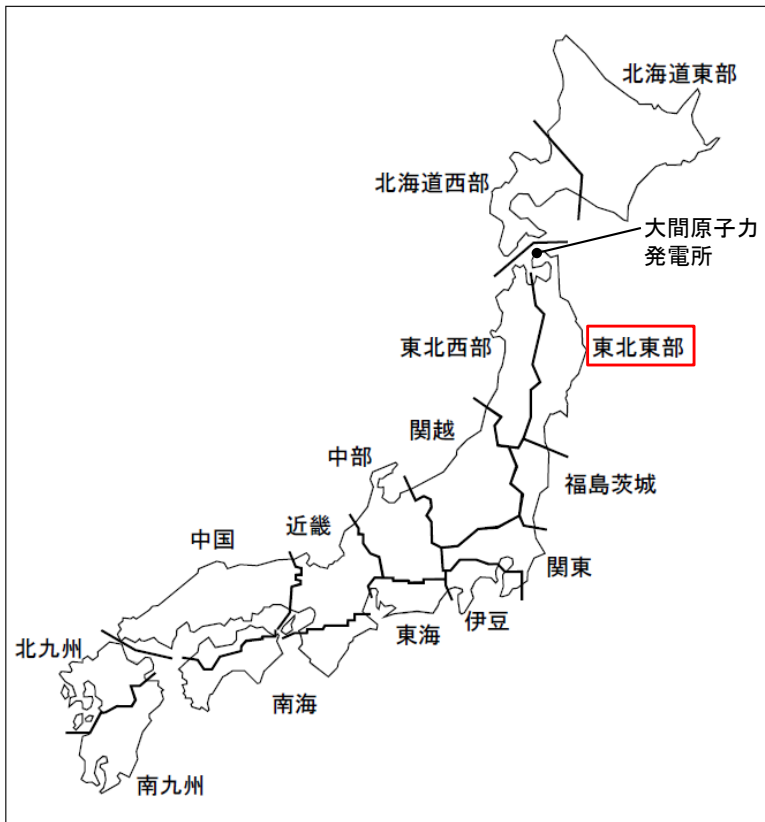 北海道東部
北海道西部
大間原子力
発電所
東北西部
東北東部
関越
中部
福島茨城
近畿
中国
関東
伊豆
東海
北九州
南海
南九州